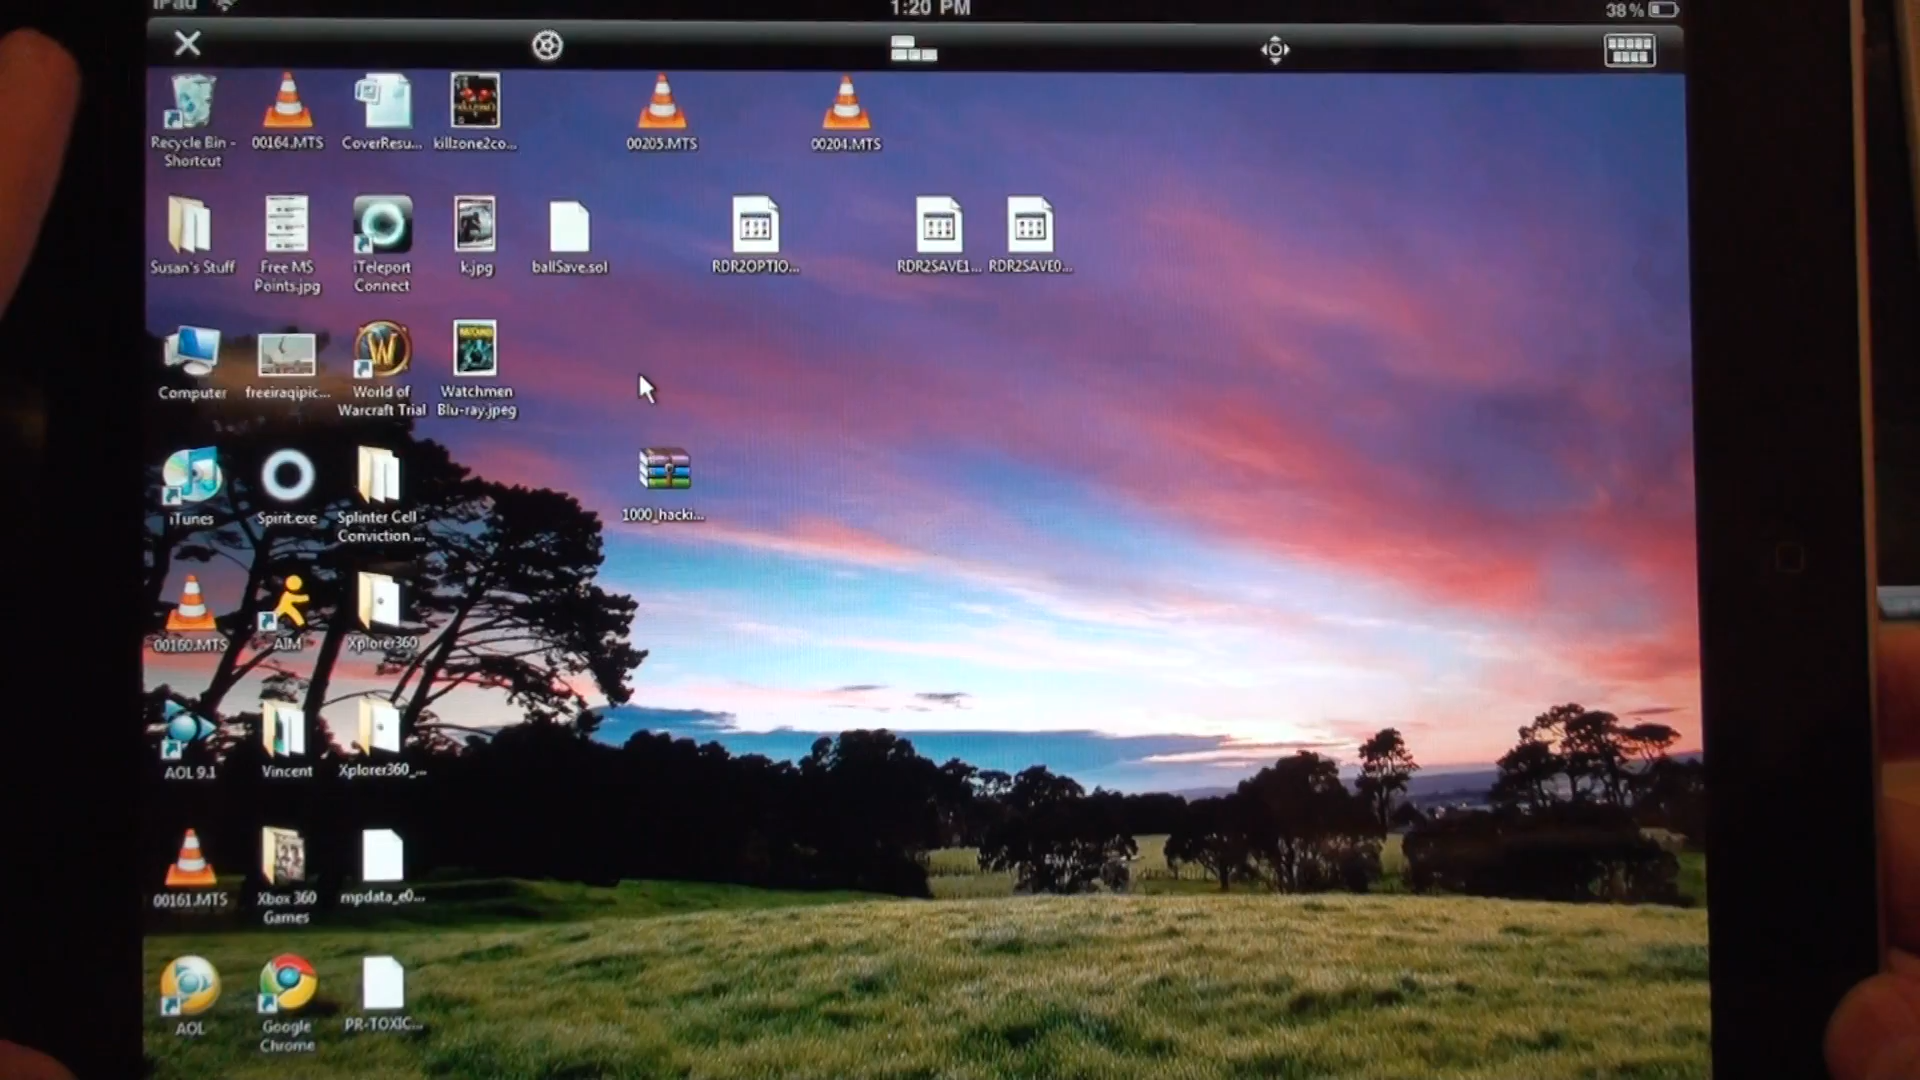 iPad
1:20 PM
38%
Recycle Bin -
Shortcut
00164.MTS
CoverResu...
killzone2co...
00205.MTS
00204.MTS
Susan's Stuff
Free MS
Points.jpg
iTeleport
Connect
k.jpg
ballSave.sol
RDR2OPTIO...
RDR2SAVE1...
RDR2SAVE0...
Computer
freeiraqipic...
World of
Warcraft Trial
Watchmen
Blu-ray.jpeg
iTunes
Spirit.exe
Splinter Cell -
Conviction ...
1000_hacki...
00160.MTS
AIM
Xplorer360
AOL 9.1
Vincent
Xplorer360_...
00161.MTS
Xbox 360
Games
mpdata_e0...
AOL
Google
Chrome
PR-TOXIC...